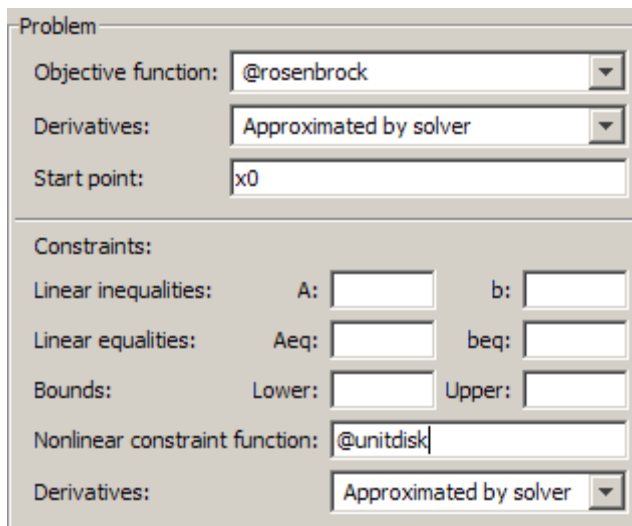 Problem
Objective function: @rosenbrock
Derivatives: Approximated by solver
Start point: x0
Constraints:
Linear inequalities: A: b:
Linear equalities: Aeq: beq:
Bounds: Lower: Upper:
Nonlinear constraint function: @unitdisk
Derivatives: Approximated by solver